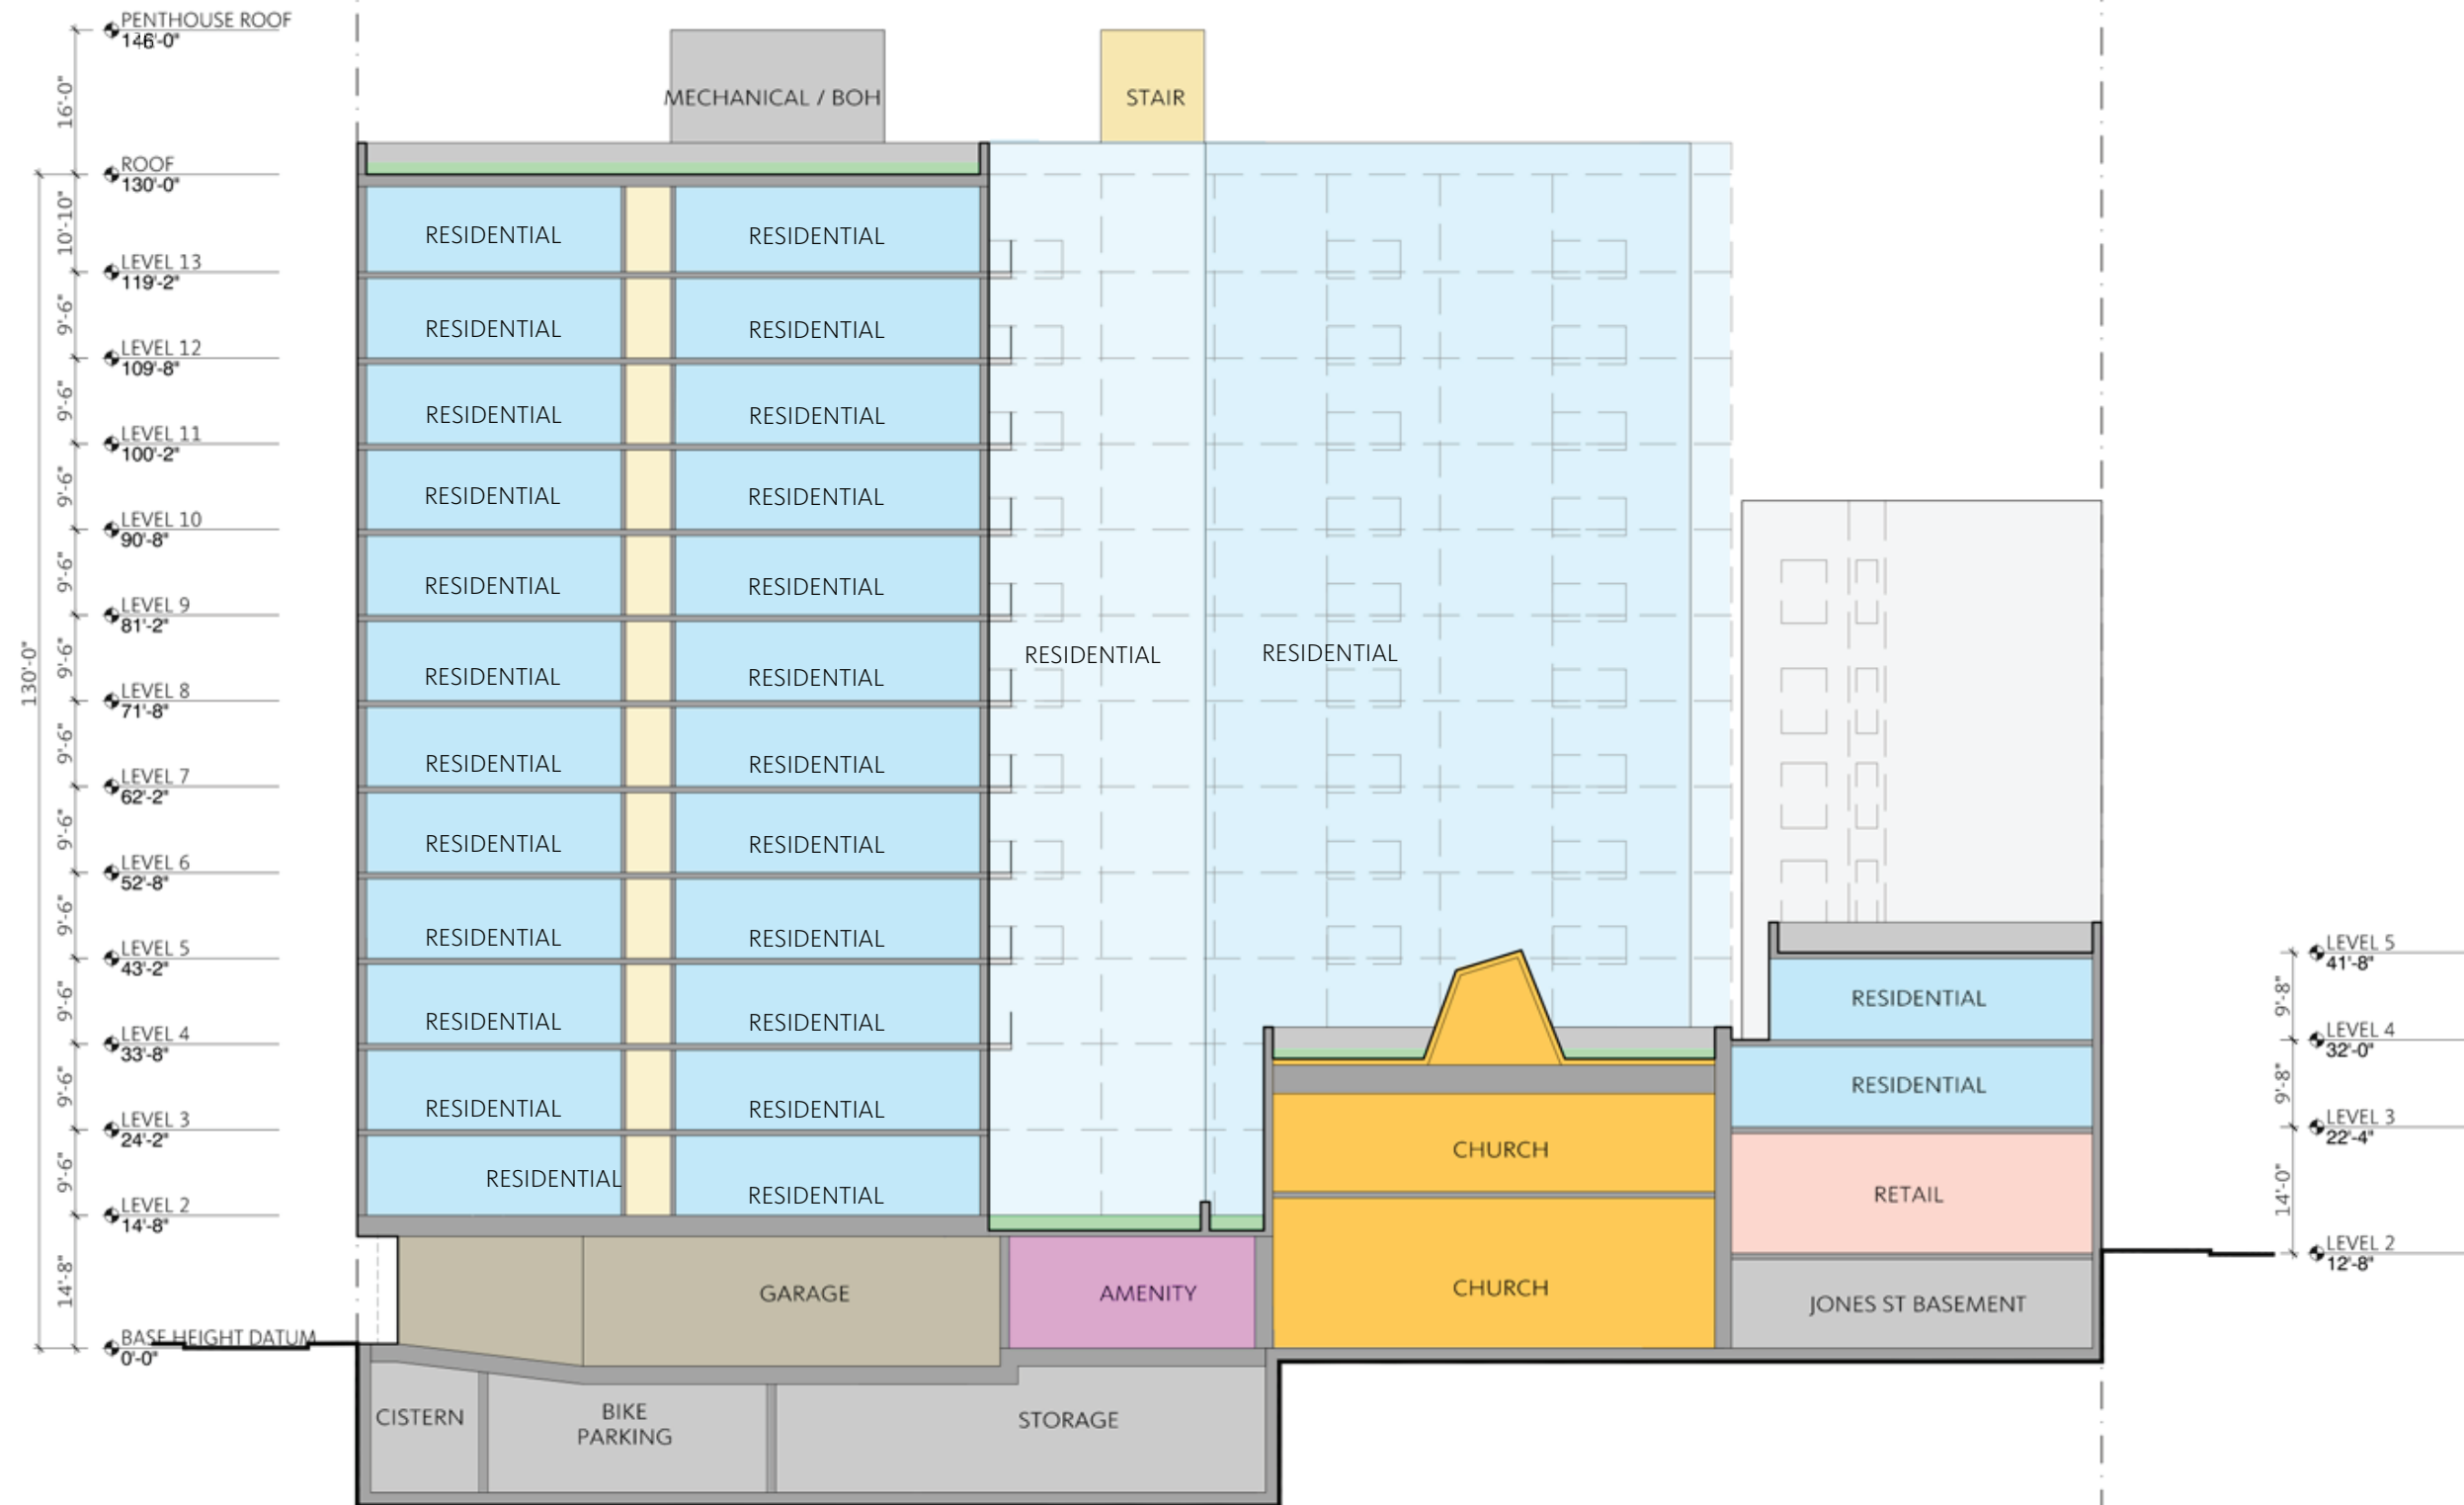 PENTHOUSE ROOF
146'-0"
16'-0"
ROOF
130'-0"
10'-10"
LEVEL 13
119'-2"
9'-6"
LEVEL 12
109'-8"
9'-6"
LEVEL 11
100'-2"
9'-6"
LEVEL 10
90'-8"
9'-6"
LEVEL 9
81'-2"
9'-6"
LEVEL 8
71'-8"
9'-6"
LEVEL 7
62'-2"
9'-6"
LEVEL 6
52'-8"
9'-6"
LEVEL 5
43'-2"
9'-6"
LEVEL 4
33'-8"
9'-6"
LEVEL 3
24'-2"
9'-6"
LEVEL 2
14'-8"
14'-8"
BASE HEIGHT DATUM
0'-0"
130'-0"
MECHANICAL / BOH
STAIR
RESIDENTIAL RESIDENTIAL
RESIDENTIAL RESIDENTIAL
RESIDENTIAL RESIDENTIAL
RESIDENTIAL RESIDENTIAL
RESIDENTIAL RESIDENTIAL
RESIDENTIAL RESIDENTIAL
RESIDENTIAL RESIDENTIAL
RESIDENTIAL RESIDENTIAL
RESIDENTIAL RESIDENTIAL
RESIDENTIAL RESIDENTIAL
RESIDENTIAL RESIDENTIAL
RESIDENTIAL RESIDENTIAL
RESIDENTIAL RESIDENTIAL
GARAGE
AMENITY
CHURCH
CHURCH
RESIDENTIAL
RESIDENTIAL
RETAIL
JONES ST BASEMENT
CISTERN
BIKE
PARKING
STORAGE
LEVEL 5
41'-8"
9'-8"
LEVEL 4
32'-0"
9'-8"
LEVEL 3
22'-4"
14'-0"
LEVEL 2
12'-8"